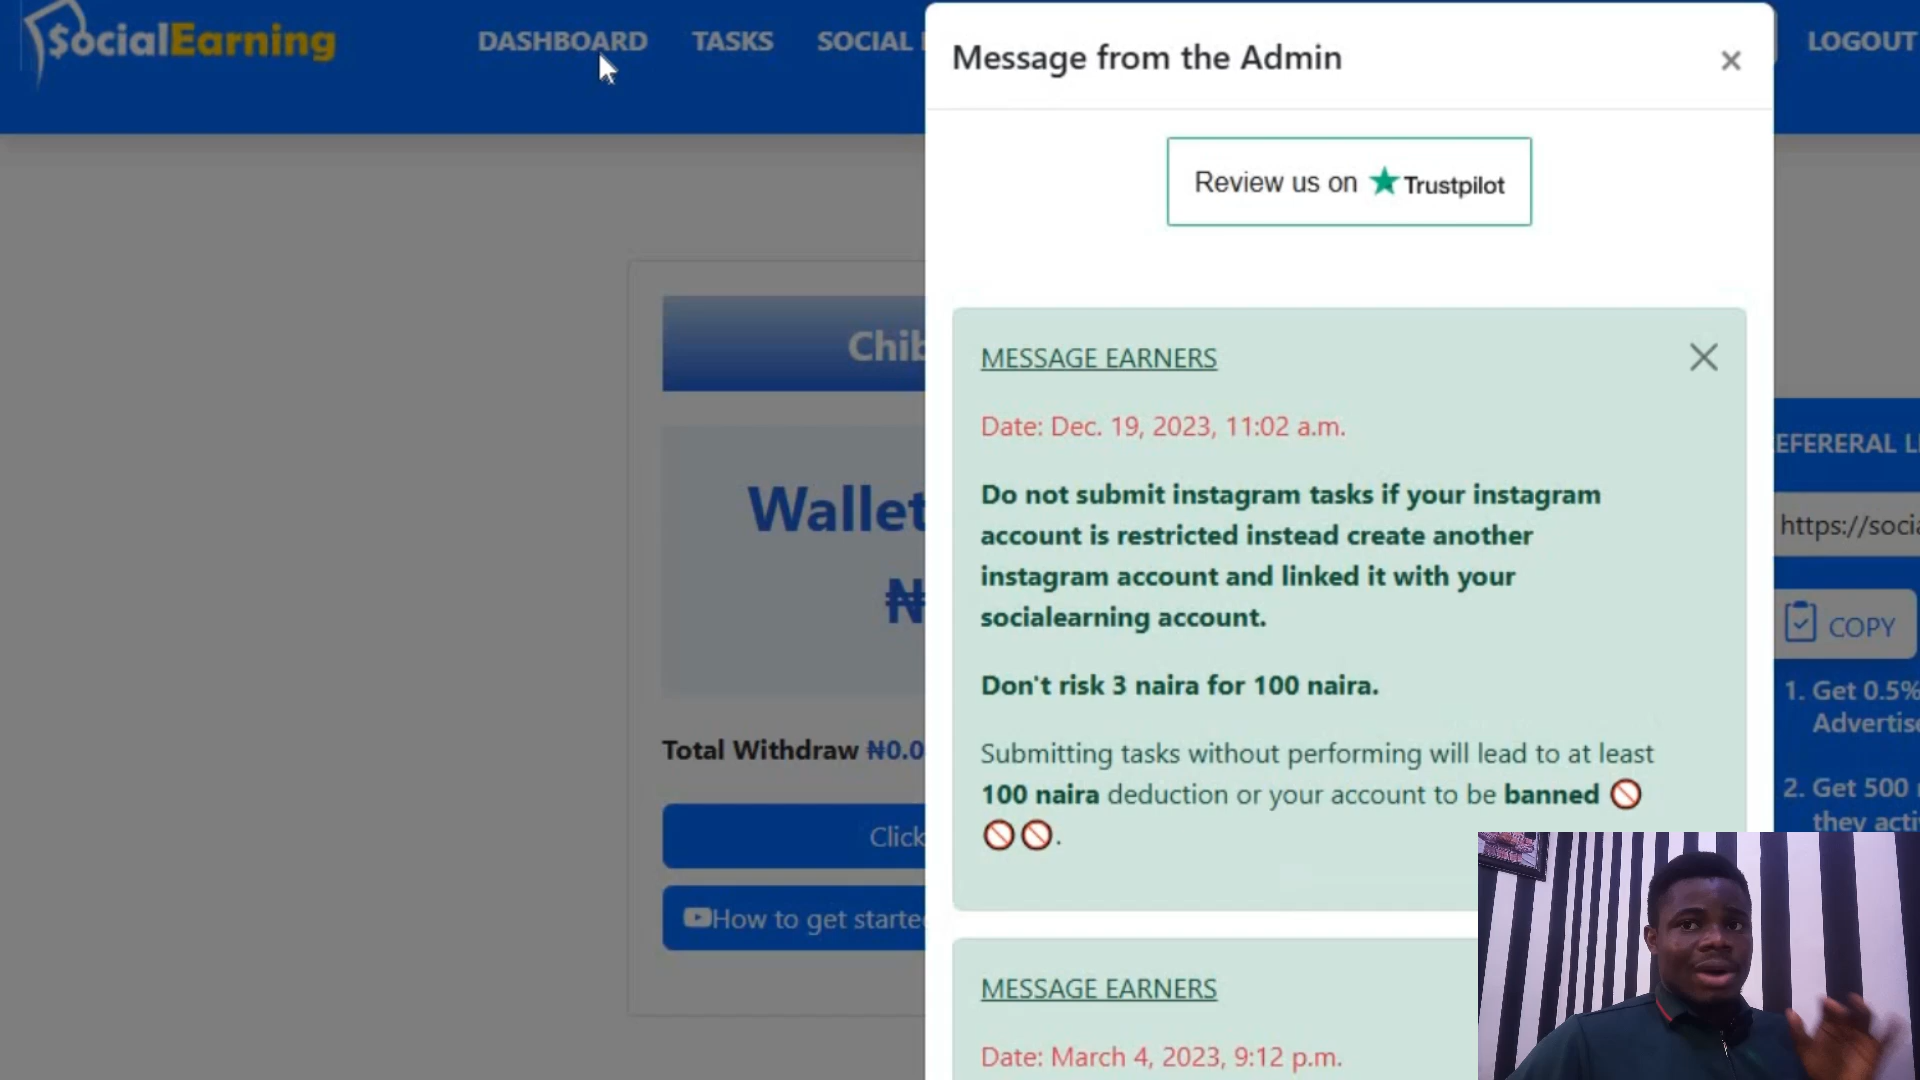 $ocialEarning
DASHBOARD
TASKS
SOCIAL
LOGOUT
Message from the Admin
×
Review us on ★ Trustpilot
Chib
Wallet
₦
Total Withdraw ₦0.0
Click
How to get starte
MESSAGE EARNERS
Date: Dec. 19, 2023, 11:02 a.m.
Do not submit instagram tasks if your instagram
account is restricted instead create another
instagram account and linked it with your
socialearning account.
Don't risk 3 naira for 100 naira.
Submitting tasks without performing will lead to at least
100 naira deduction or your account to be banned 🚫
🚫🚫.
MESSAGE EARNERS
Date: March 4, 2023, 9:12 p.m.
EFERERAL L
https://socia
COPY
1. Get 0.5%
Advertise
2. Get 500
they acti